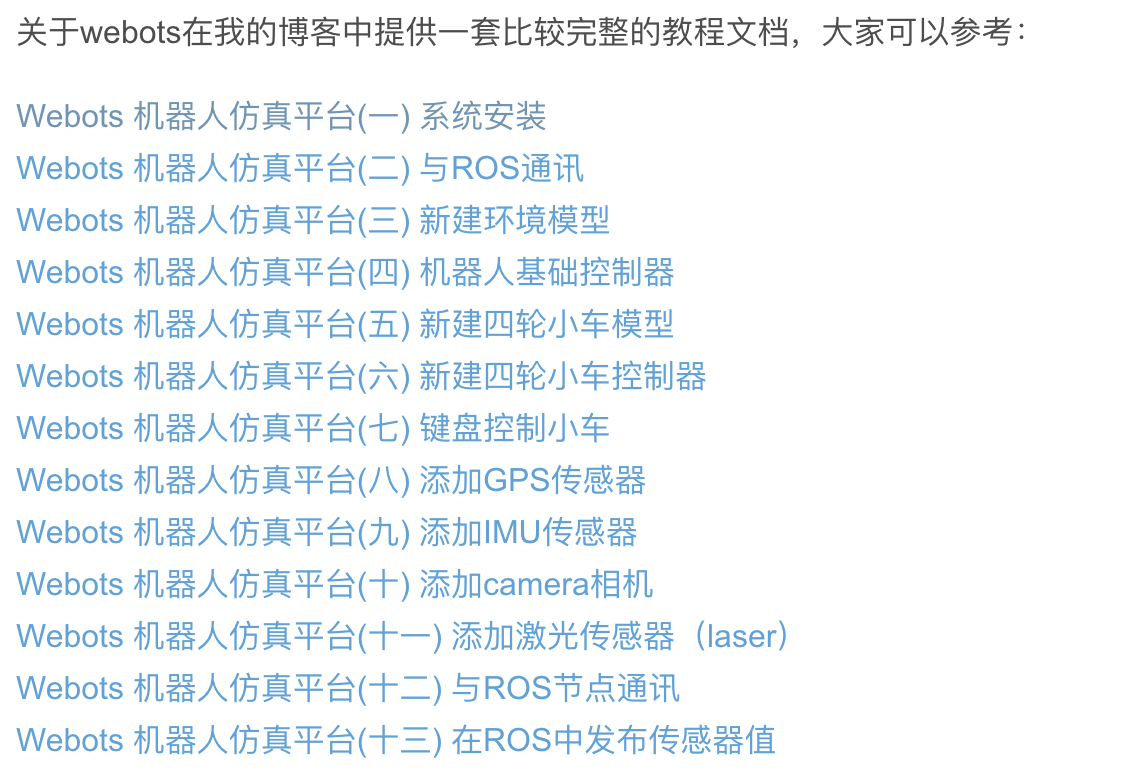 关于webots在我的博客中提供一套比较完整的教程文档，大家可以参考：
Webots 机器人仿真平台(一) 系统安装
Webots 机器人仿真平台(二) 与ROS通讯
Webots 机器人仿真平台(三) 新建环境模型
Webots 机器人仿真平台(四) 机器人基础控制器
Webots 机器人仿真平台(五) 新建四轮小车模型
Webots 机器人仿真平台(六) 新建四轮小车控制器
Webots 机器人仿真平台(七) 键盘控制小车
Webots 机器人仿真平台(八) 添加GPS传感器
Webots 机器人仿真平台(九) 添加IMU传感器
Webots 机器人仿真平台(十) 添加camera相机
Webots 机器人仿真平台(十一) 添加激光传感器（laser）
Webots 机器人仿真平台(十二) 与ROS节点通讯
Webots 机器人仿真平台(十三) 在ROS中发布传感器值